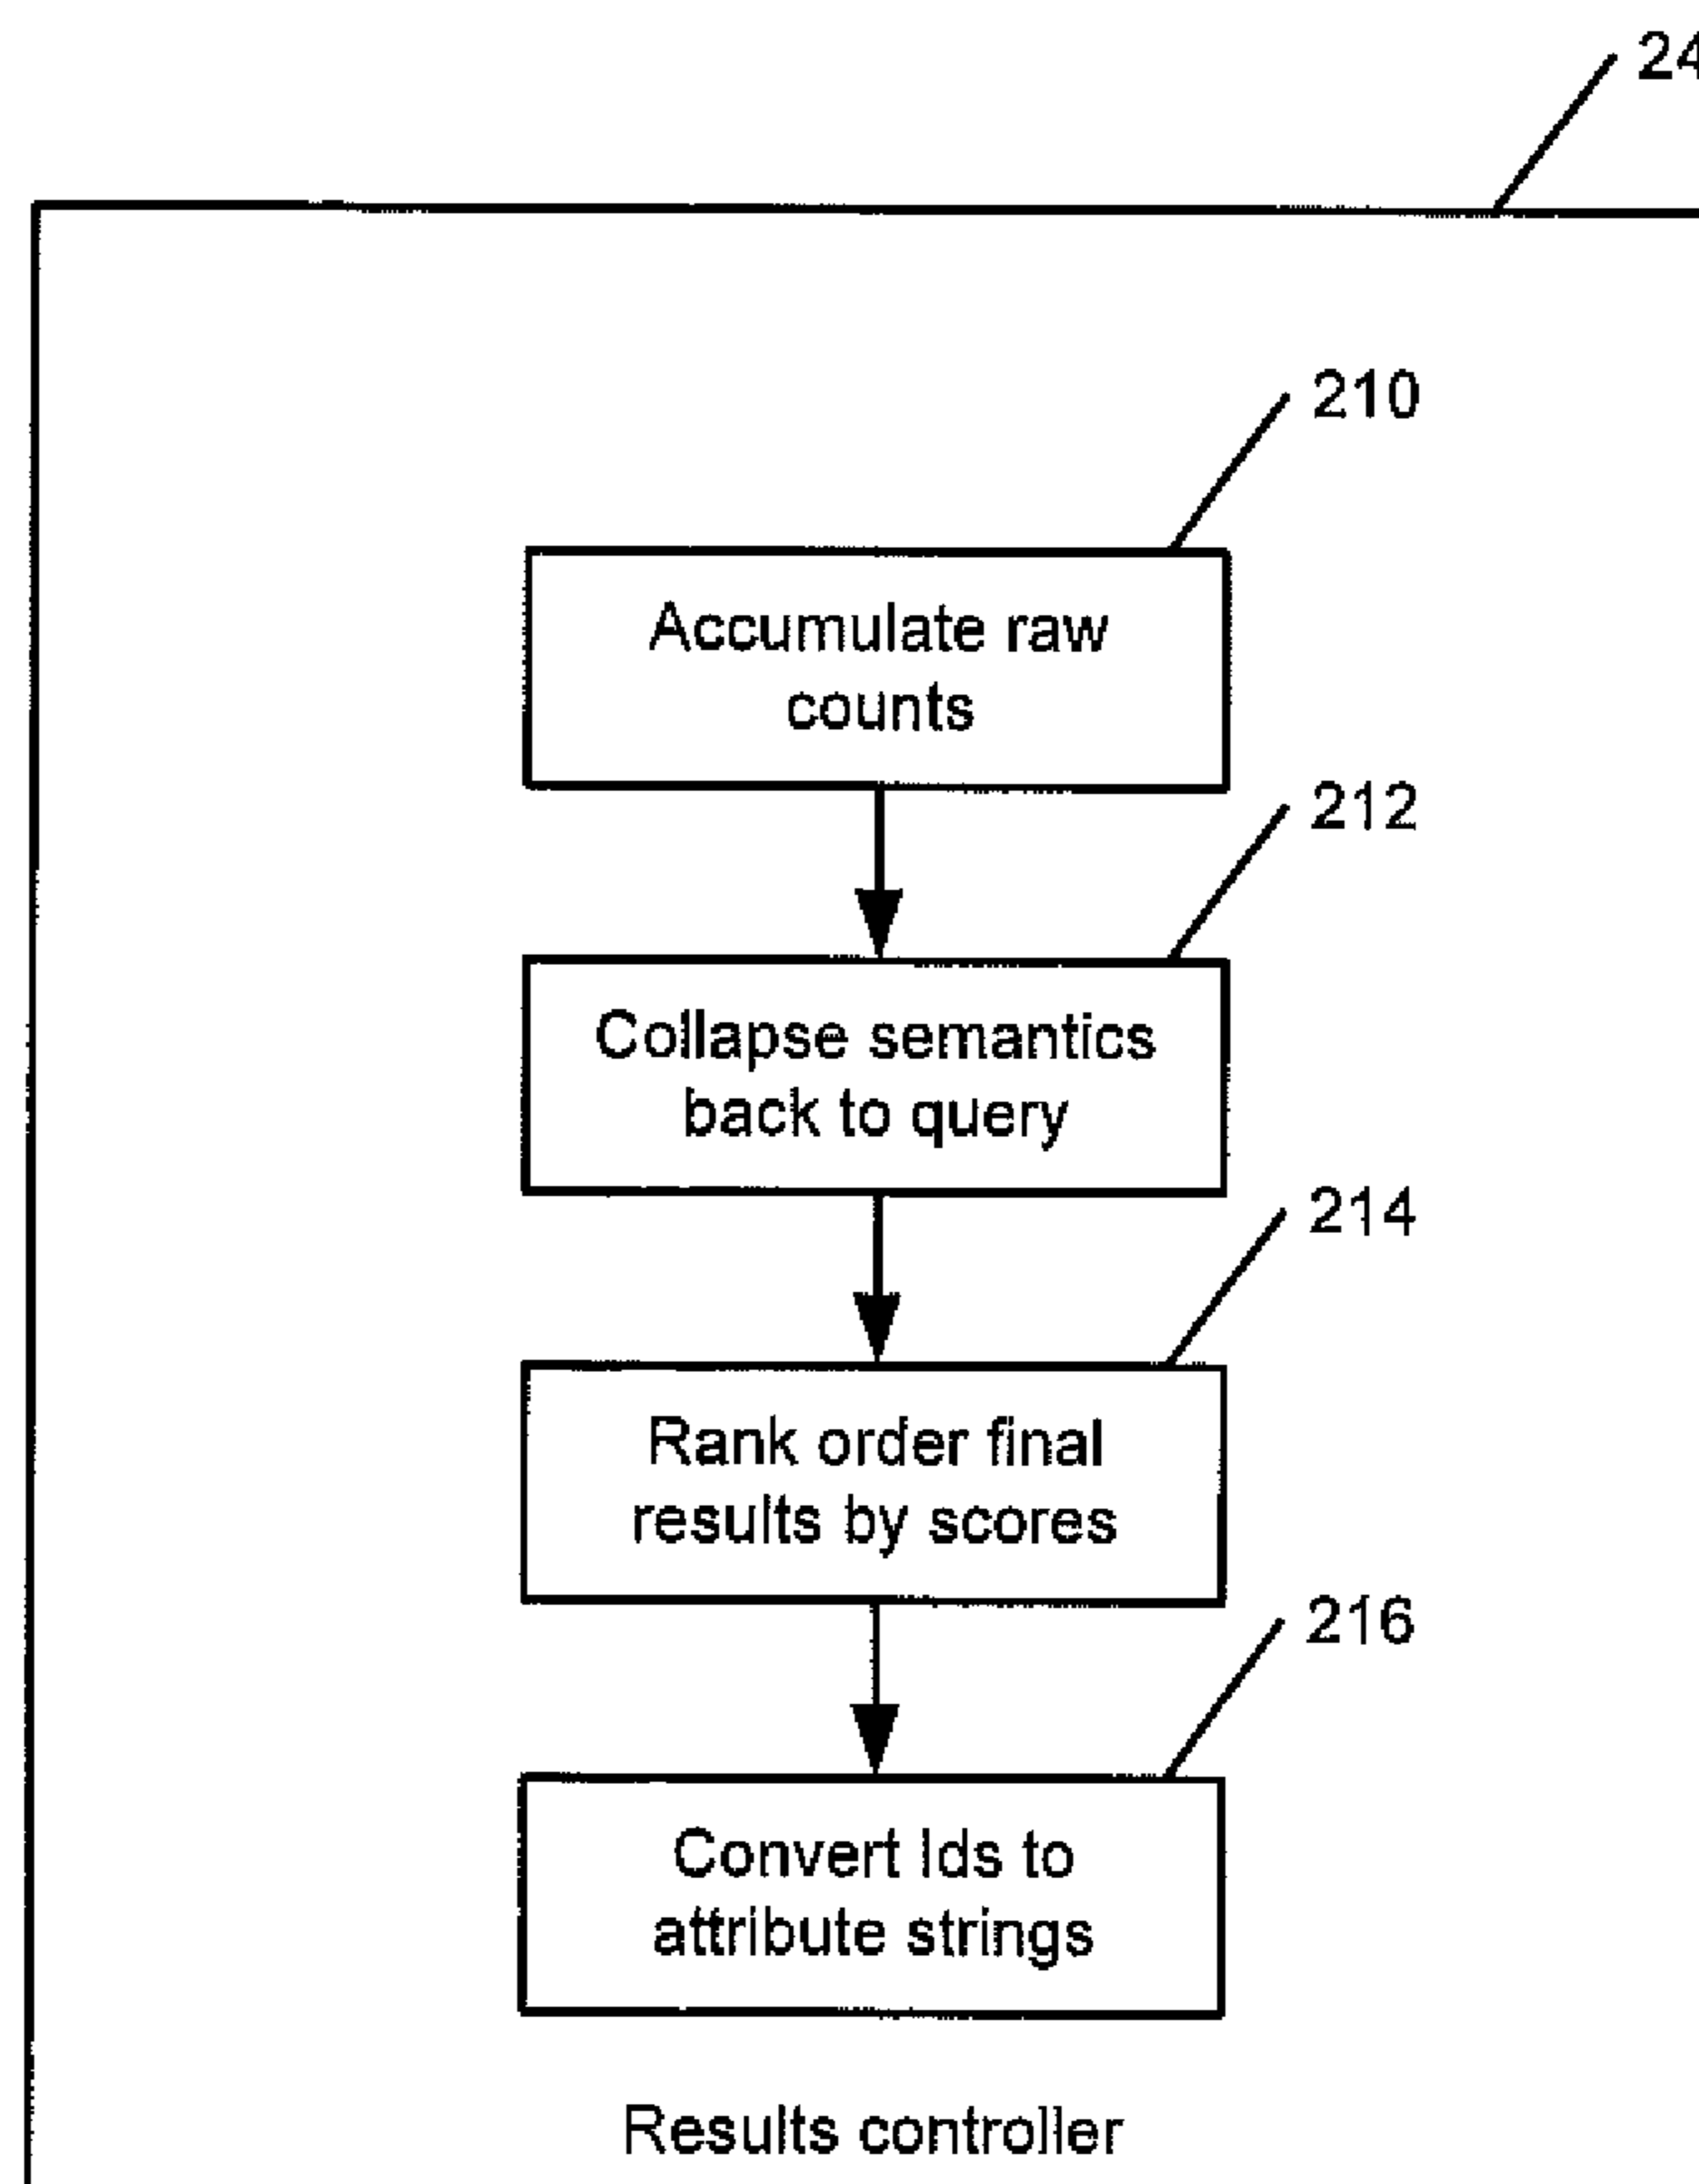 24
210
Accumulate raw
counts
212
Collapse semantics
back to query
214
Rank order final
results by scores
216
Convert Ids to
attribute strings
Results controller